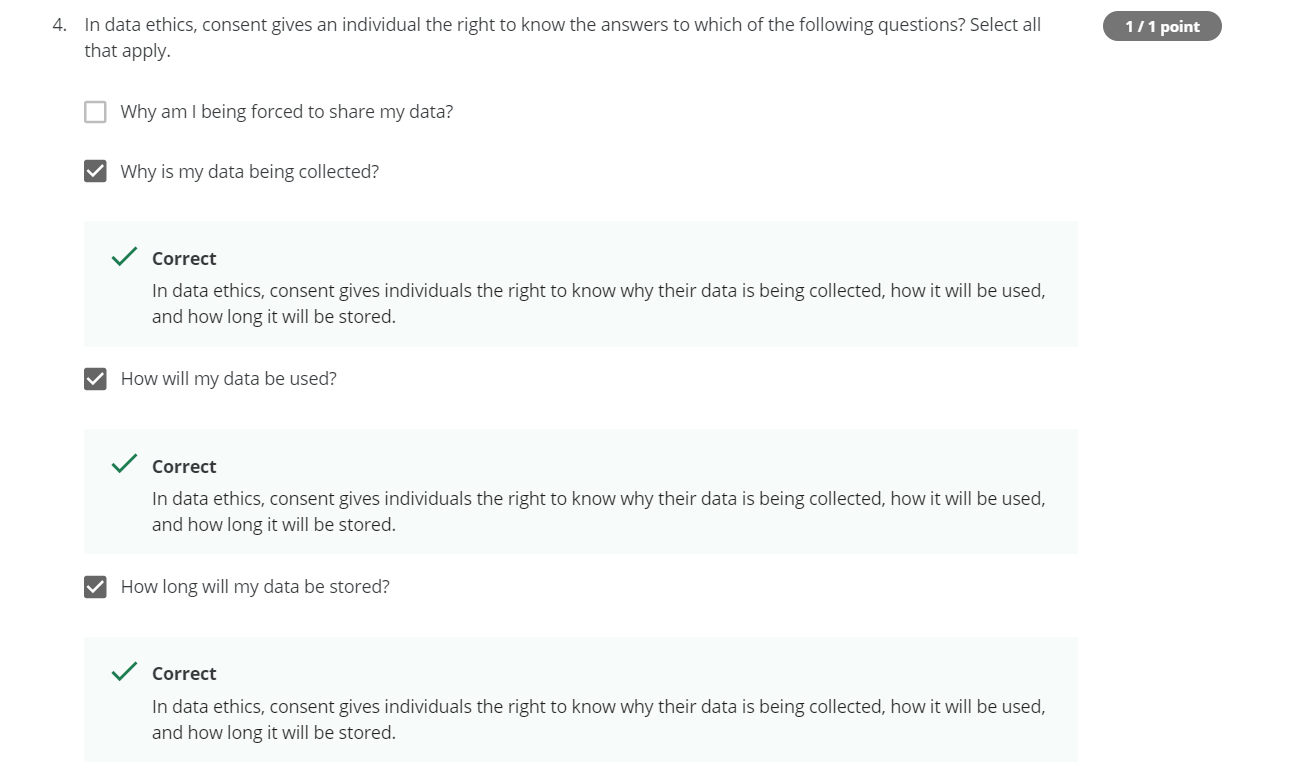 4. In data ethics, consent gives an individual the right to know the answers to which of the following questions? Select all
that apply.
1 / 1 point
Why am I being forced to share my data?
Why is my data being collected?
Correct
In data ethics, consent gives individuals the right to know why their data is being collected, how it will be used,
and how long it will be stored.
How will my data be used?
Correct
In data ethics, consent gives individuals the right to know why their data is being collected, how it will be used,
and how long it will be stored.
How long will my data be stored?
Correct
In data ethics, consent gives individuals the right to know why their data is being collected, how it will be used,
and how long it will be stored.